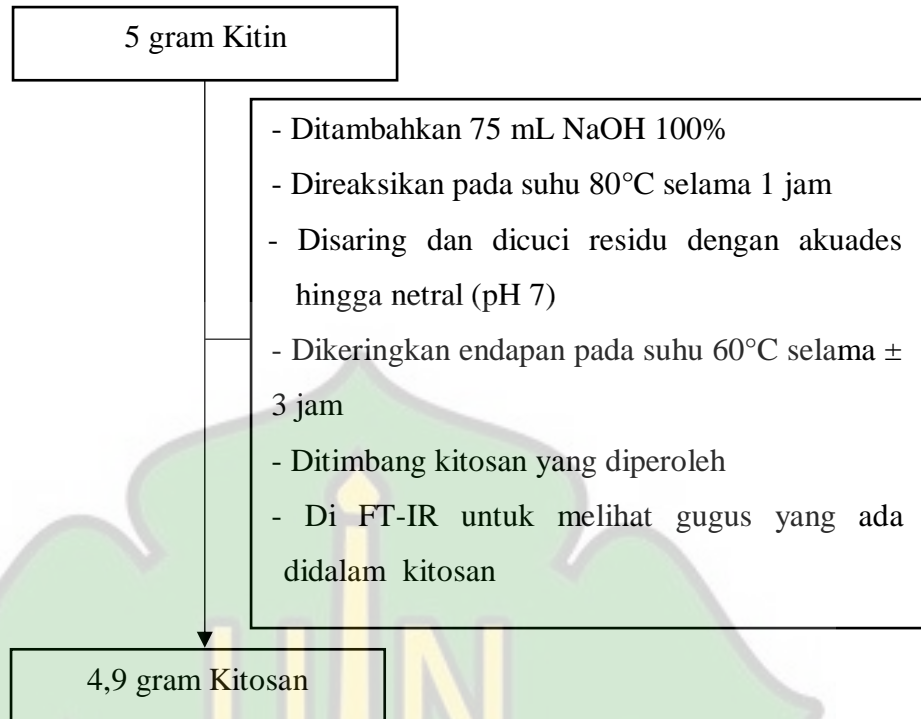 5 gram Kitin
- Ditambahkan 75 mL NaOH 100%
- Direaksikan pada suhu 80°C selama 1 jam
- Disaring dan dicuci residu dengan akuades
hingga netral (pH 7)
- Dikeringkan endapan pada suhu 60°C selama ±
3 jam
- Ditimbang kitosan yang diperoleh
- Di FT-IR untuk melihat gugus yang ada
didalam kitosan
4,9 gram Kitosan
UIN